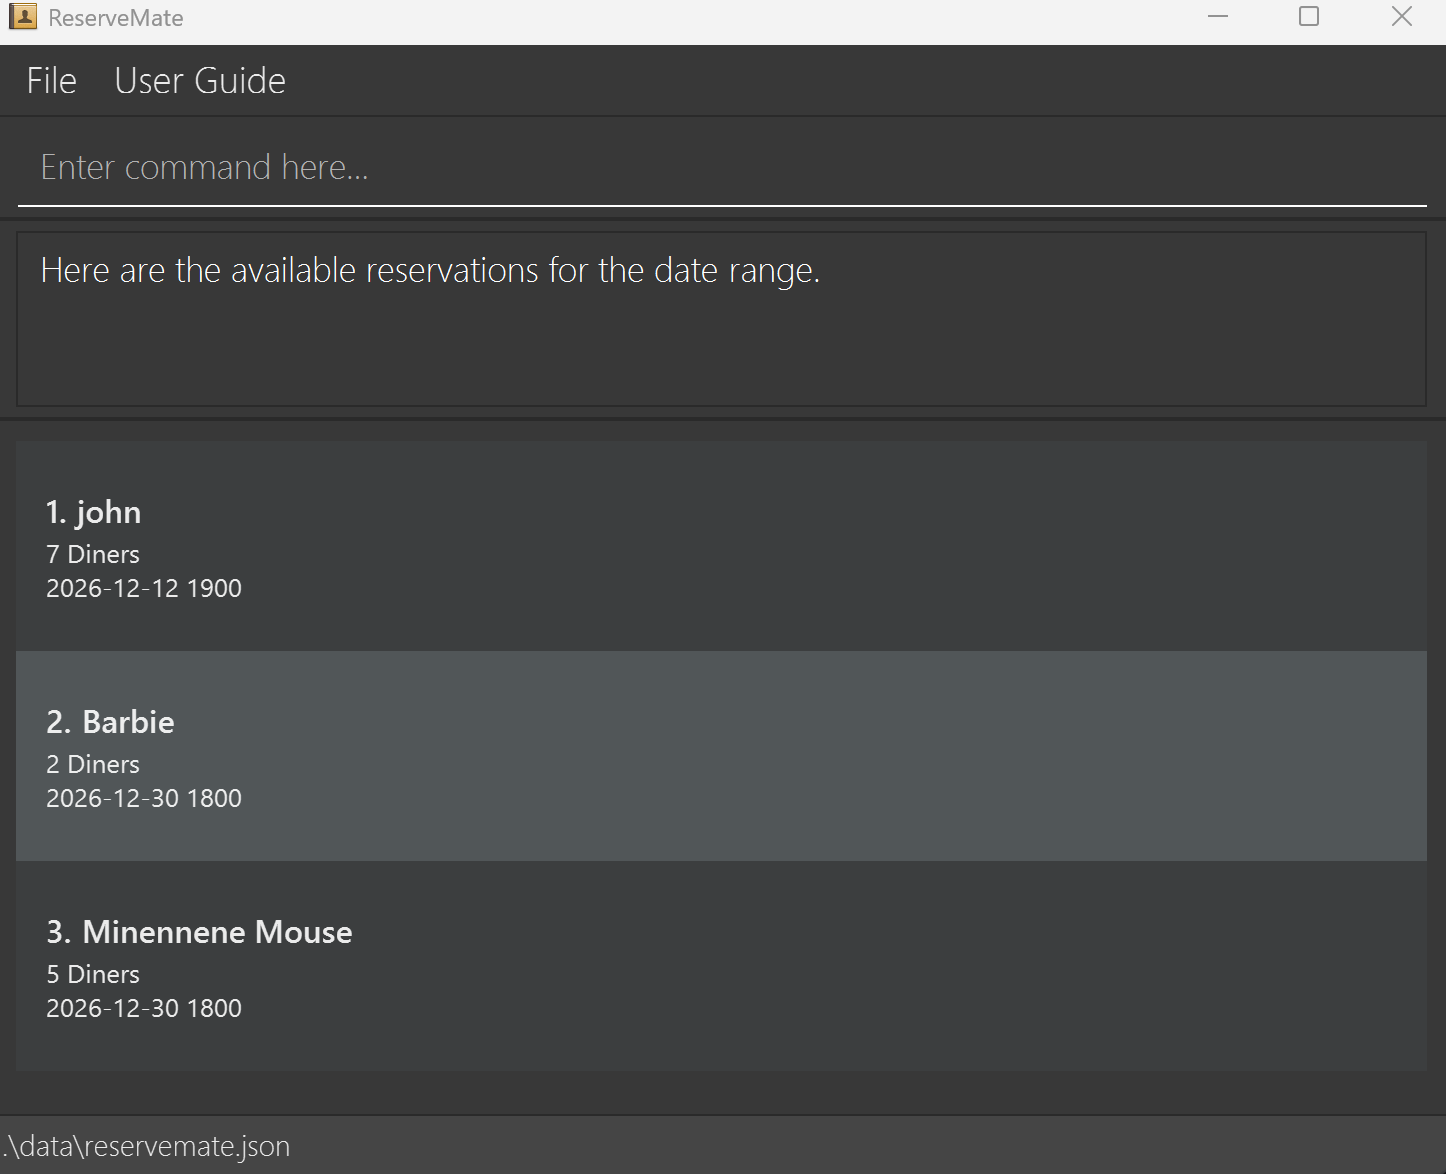 ReserveMate
File User Guide
Enter command here...
Here are the available reservations for the date range.
1. john
7 Diners
2026-12-12 1900
2. Barbie
2 Diners
2026-12-30 1800
3. Minennene Mouse
5 Diners
2026-12-30 1800
.\data\reservemate.json